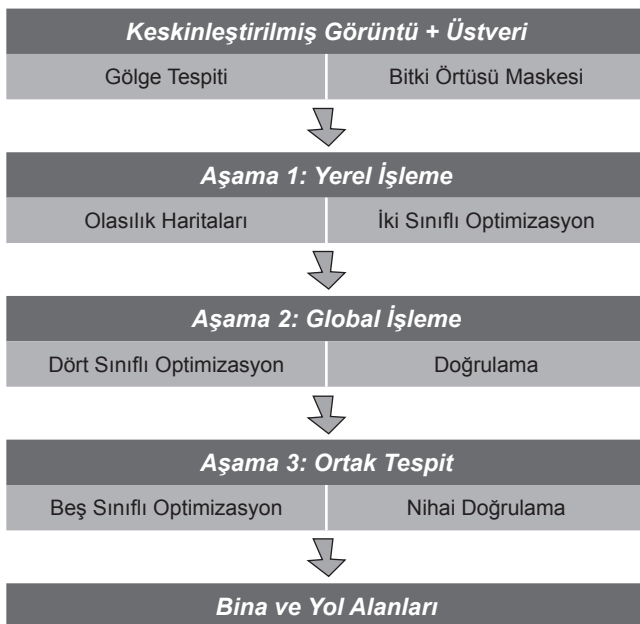 Keskinleştirilmiş Görüntü + Üstveri
Gölge Tespiti
Bitki Örtüsü Maskesi
Aşama 1: Yerel İşleme
Olasılık Haritaları
İki Sınıflı Optimizasyon
Aşama 2: Global İşleme
Dört Sınıflı Optimizasyon
Doğrulama
Aşama 3: Ortak Tespit
Beş Sınıflı Optimizasyon
Nihai Doğrulama
Bina ve Yol Alanları